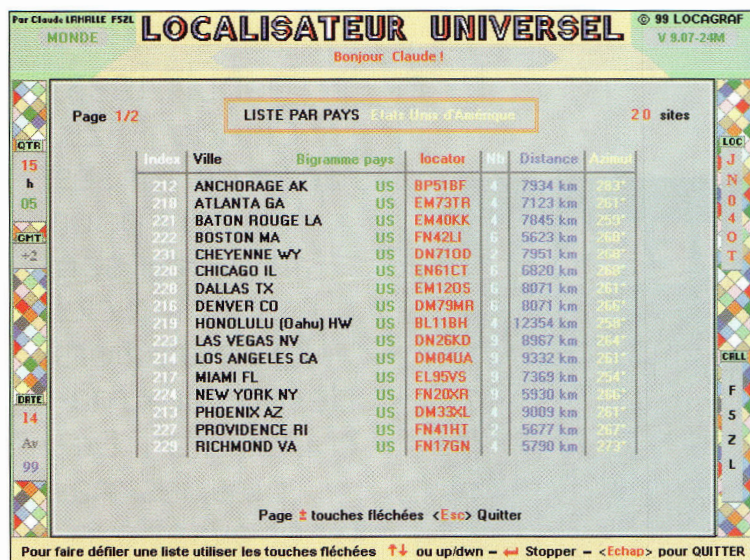 Par Claude LAHALLE F5ZL
MONDE
LOCALISATEUR UNIVERSEL
© 99 LOCAGRAF
V 9.07-24M
Bonjour Claude !
Page 1/2
LISTE PAR PAYS Etats Unis d'Amérique
20 sites
Index Ville Bigramme pays locator Nb Distance Azimut
212 ANCHORAGE AK US BP51BF 4 7934 km 283°
218 ATLANTA GA US EM73TR 4 7123 km 261°
221 BATON ROUGE LA US EM40KK 4 7845 km 259°
222 BOSTON MA US FN42LI 6 5623 km 268°
231 CHEYENNE WY US DN71OD 2 7951 km 268°
220 CHICAGO IL US EN61CT 6 6820 km 269°
228 DALLAS TX US EM12OS 6 8071 km 261°
216 DENVER CO US DM79MR 6 8071 km 266°
219 HONOLULU (Oahu) HW US BL11BH 4 12354 km 258°
223 LAS VEGAS NV US DN26KD 9 8967 km 264°
214 LOS ANGELES CA US DM04UA 9 9332 km 261°
217 MIAMI FL US EL95VS 9 7369 km 254°
224 NEW YORK NY US FN20XR 9 5930 km 266°
213 PHOENIX AZ US DM33XL 4 9009 km 261°
227 PROVIDENCE RI US FN41HT 2 5677 km 267°
229 RICHMOND VA US FN17GN 4 5790 km 273°
Page ± touches fléchées <Esc> Quitter
QTR
15
h
05
GMT
+2
DATE
14
Av
99
LOC
J
N
0
4
O
T
CALL
F
5
Z
L
Pour faire défiler une liste utiliser les touches fléchées ↑↓ ou up/dwn – ↵ Stopper – <Echap> pour QUITTER